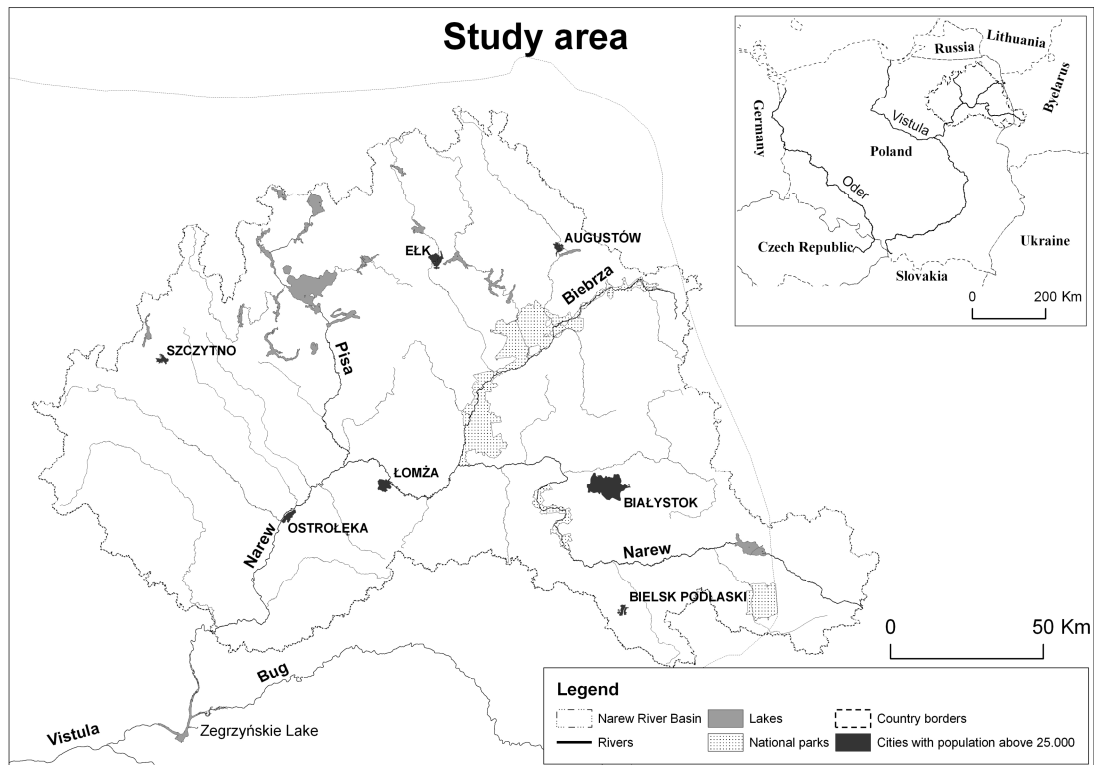 Study area
Russia
Lithuania
Byelarus
Germany
Vistula
Poland
Oder
Czech Republic
Slovakia
Ukraine
0 200 Km
EŁK
AUGUSTÓW
Biebrza
SZCZYTNO
Pisa
ŁOMŻA
BIAŁYSTOK
OSTROŁĘKA
Narew
Narew
BIELSK PODLASKI
0 50 Km
Bug
Vistula
Zegrzyńskie Lake
Legend
Narew River Basin
Lakes
Country borders
Rivers
National parks
Cities with population above 25.000